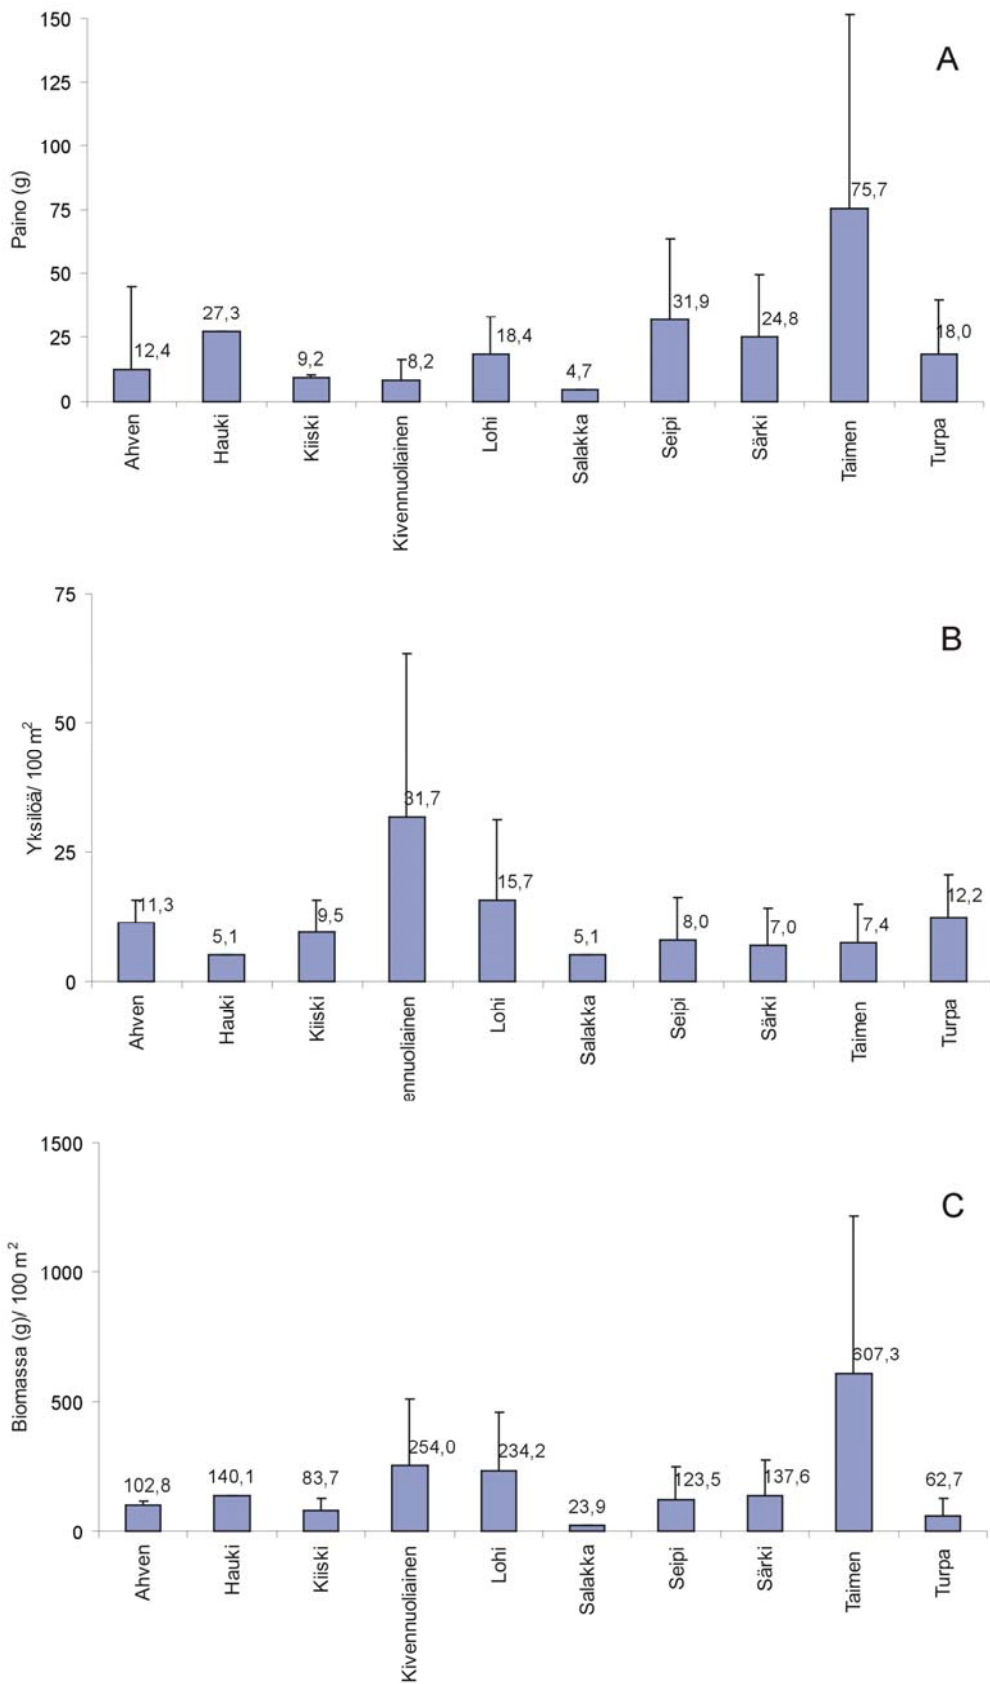 A
Paino (g)
150
125
100
75
50
25
0
12,4
27,3
9,2
8,2
18,4
4,7
31,9
24,8
75,7
18,0
Ahven
Hauki
Kiiski
Kivennuoliainen
Lohi
Salakka
Seipi
Särki
Taimen
Turpa
B
Yksilöä/ 100 m²
75
50
25
0
11,3
5,1
9,5
31,7
15,7
5,1
8,0
7,0
7,4
12,2
Ahven
Hauki
Kiiski
ennuoliainen
Lohi
Salakka
Seipi
Särki
Taimen
Turpa
C
Biomassa (g)/ 100 m²
1500
1000
500
0
102,8
140,1
83,7
254,0
234,2
23,9
123,5
137,6
607,3
62,7
Ahven
Hauki
Kiiski
Kivennuoliainen
Lohi
Salakka
Seipi
Särki
Taimen
Turpa